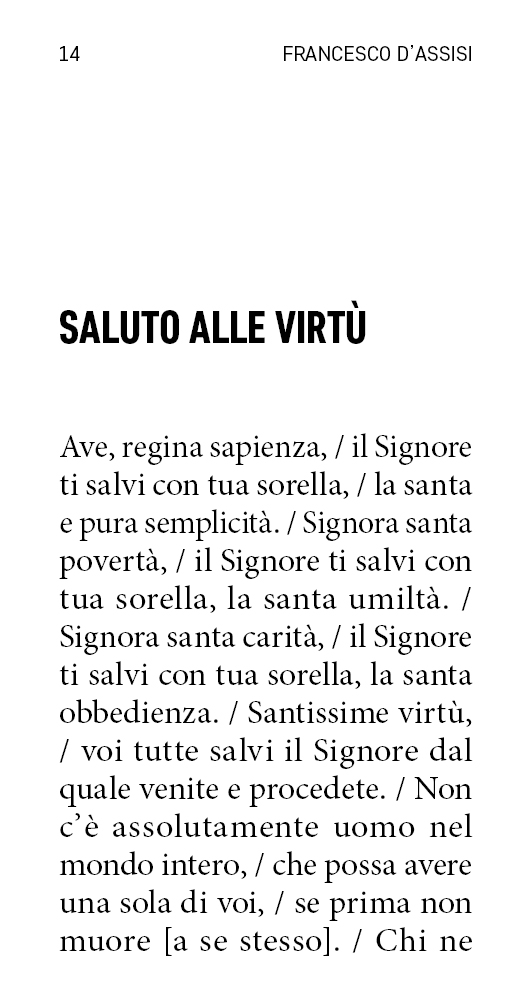 14 FRANCESCO D'ASSISI
SALUTO ALLE VIRTÙ
Ave, regina sapienza, / il Signore
ti salvi con tua sorella, / la santa
e pura semplicità. / Signora santa
povertà, / il Signore ti salvi con
tua sorella, la santa umiltà. /
Signora santa carità, / il Signore
ti salvi con tua sorella, la santa
obbedienza. / Santissime virtù,
/ voi tutte salvi il Signore dal
quale venite e procedete. / Non
c'è assolutamente uomo nel
mondo intero, / che possa avere
una sola di voi, / se prima non
muore [a se stesso]. / Chi ne